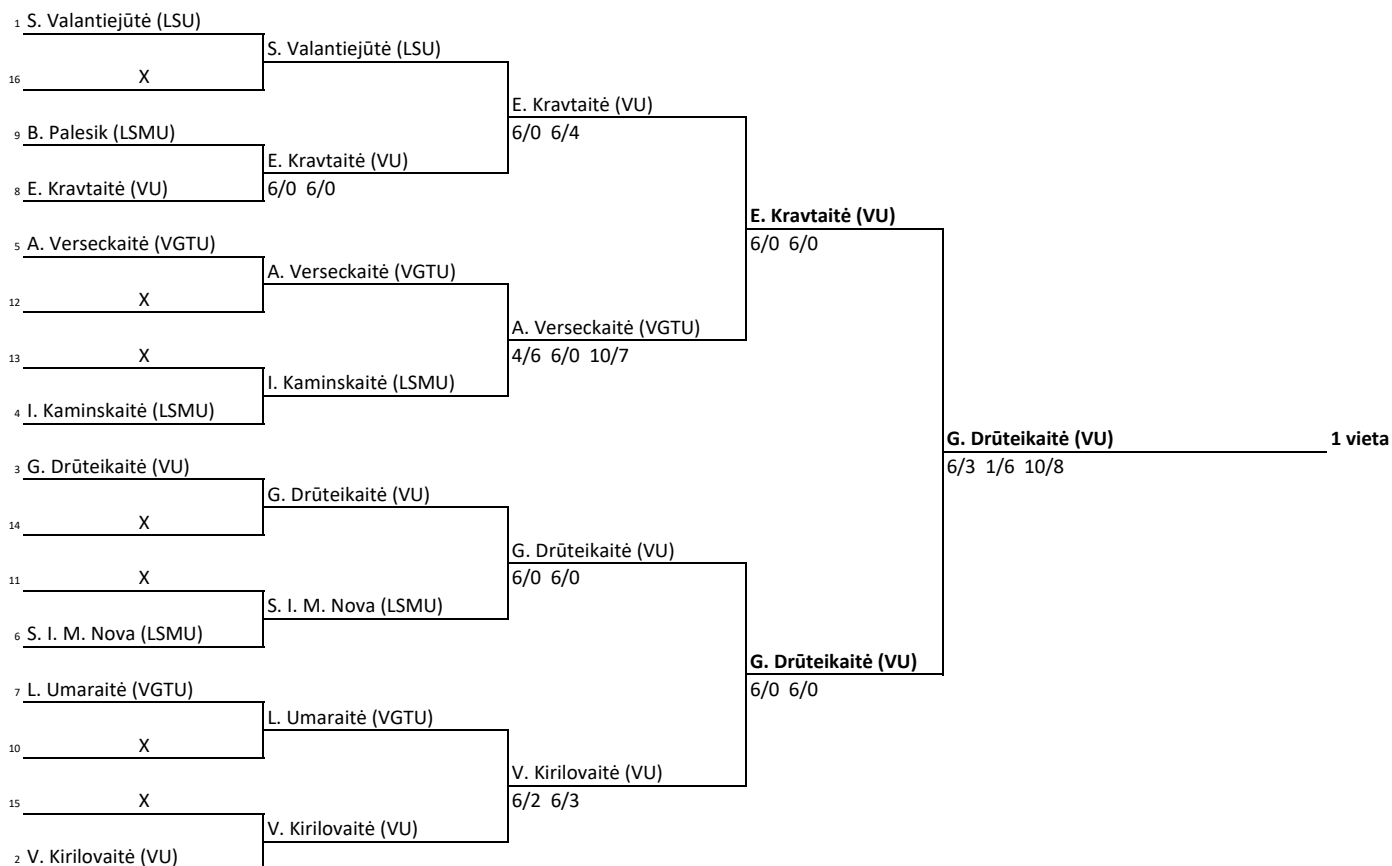 1 S. Valantiejūtė (LSU)
S. Valantiejūtė (LSU)
16 X
E. Kravtaitė (VU)
6/0 6/4
9 B. Palesik (LSMU)
E. Kravtaitė (VU)
8 E. Kravtaitė (VU)
6/0 6/0
E. Kravtaitė (VU)
6/0 6/0
5 A. Verseckaitė (VGTU)
A. Verseckaitė (VGTU)
12 X
A. Verseckaitė (VGTU)
4/6 6/0 10/7
13 X
I. Kaminskaitė (LSMU)
4 I. Kaminskaitė (LSMU)
G. Drūteikaitė (VU) 1 vieta
6/3 1/6 10/8
3 G. Drūteikaitė (VU)
G. Drūteikaitė (VU)
14 X
G. Drūteikaitė (VU)
6/0 6/0
11 X
S. I. M. Nova (LSMU)
6 S. I. M. Nova (LSMU)
G. Drūteikaitė (VU)
6/0 6/0
7 L. Umaraitė (VGTU)
L. Umaraitė (VGTU)
10 X
V. Kirilovaitė (VU)
6/2 6/3
15 X
V. Kirilovaitė (VU)
2 V. Kirilovaitė (VU)